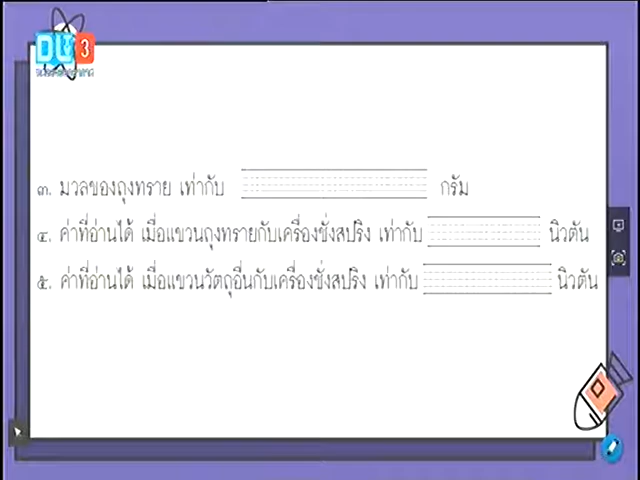 DLTV 3
๓. มวลของถุงทราย เท่ากับ กรัม
๔. ค่าที่อ่านได้ เมื่อแขวนถุงทรายกับเครื่องชั่งสปริง เท่ากับ นิวตัน
๕. ค่าที่อ่านได้ เมื่อแขวนวัตถุอื่นกับเครื่องชั่งสปริง เท่ากับ นิวตัน